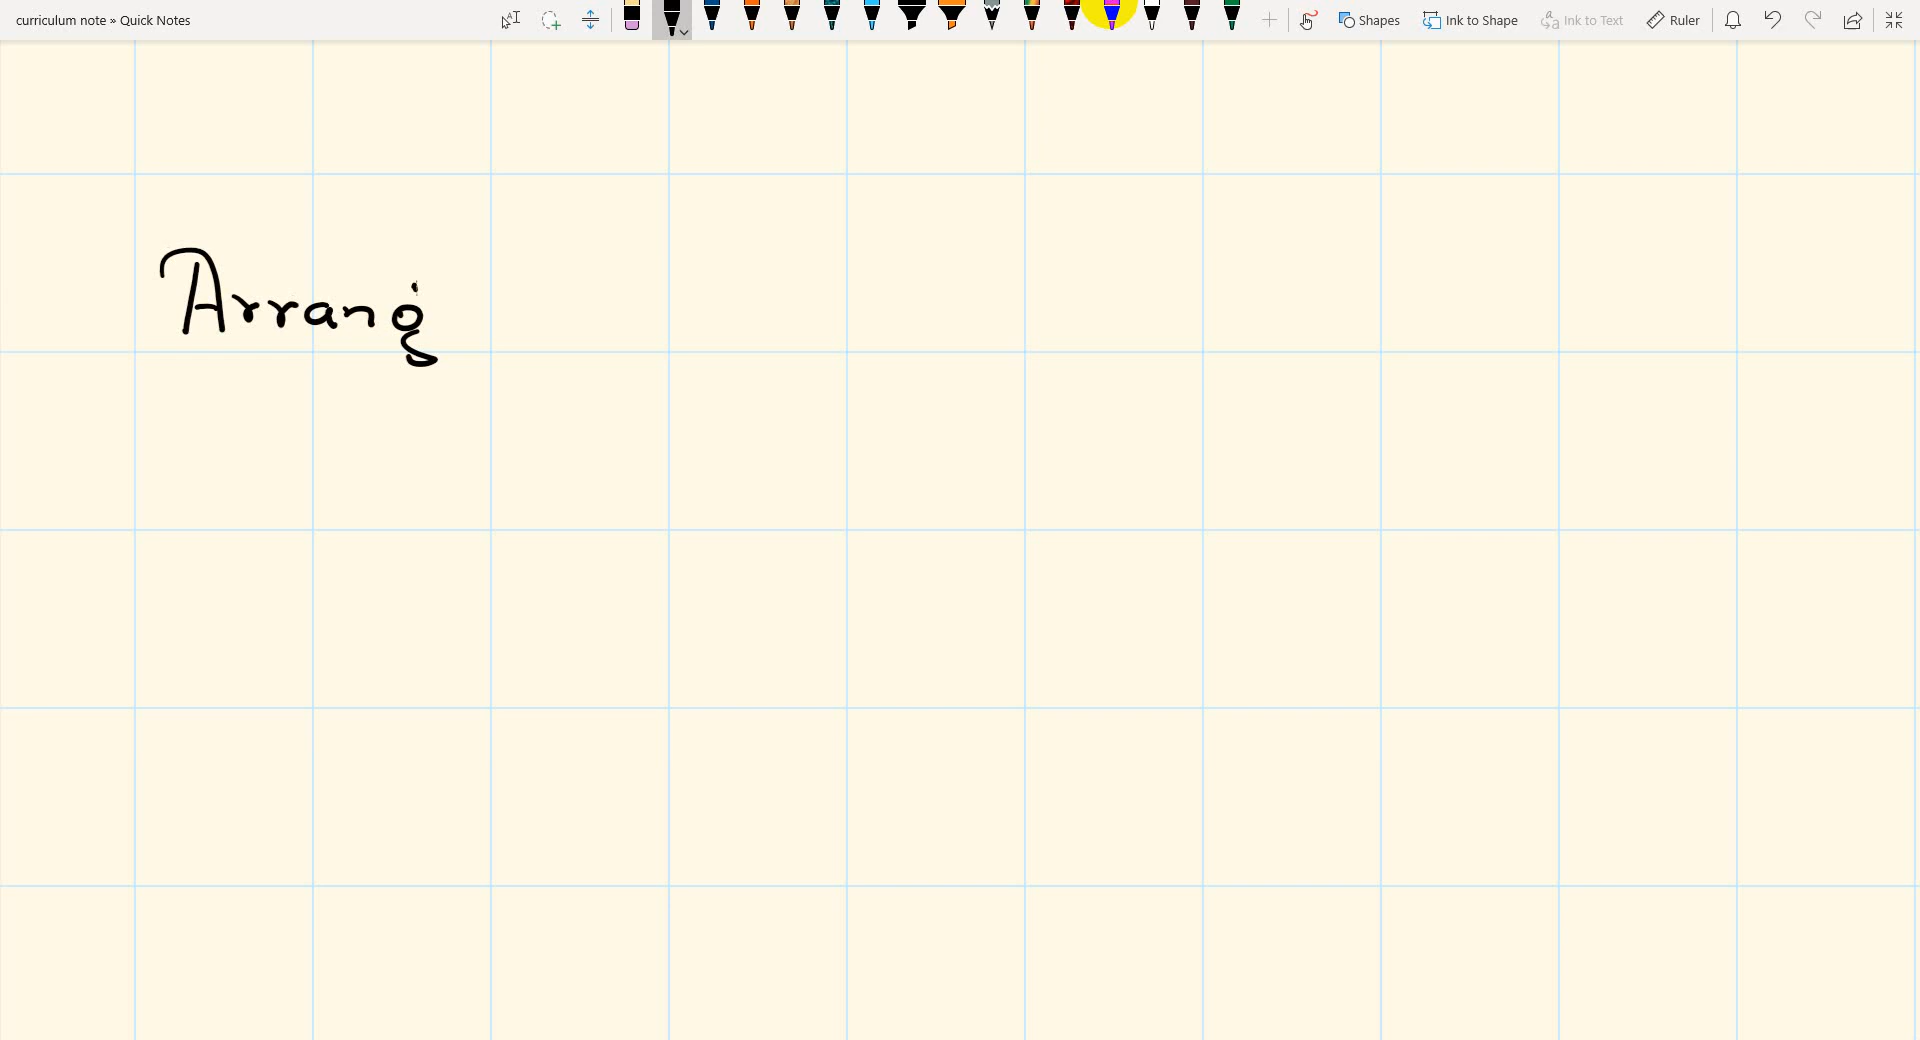 curriculum note » Quick Notes
Shapes
Ink to Shape
Ink to Text
Ruler
Arrang